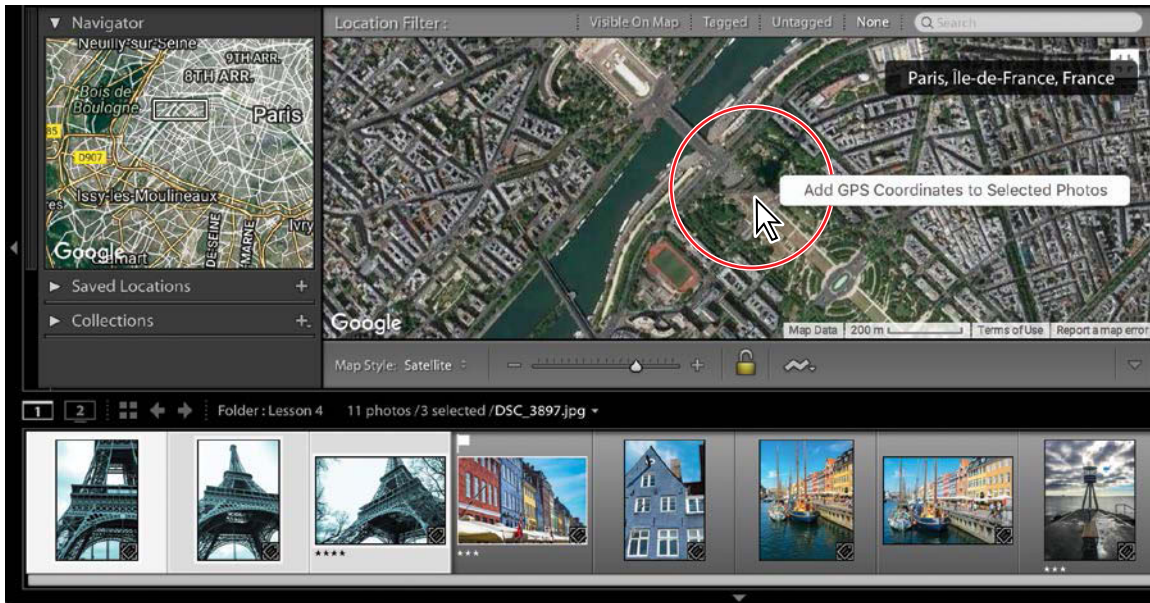 Navigator
Neuilly-sur-Seine
9TH ARR.
8TH ARR.
Bois de
Boulogne
Paris
D907
Issy-les-Moulineaux
Ivry
Google
Saved Locations
Collections
Location Filter :
Visible On Map
Tagged
Untagged
None
Search
Paris, Île-de-France, France
Add GPS Coordinates to Selected Photos
Google
Map Data
200 m
Terms of Use
Report a map error
Map Style: Satellite
1
2
Folder : Lesson 4
11 photos /3 selected /DSC_3897.jpg